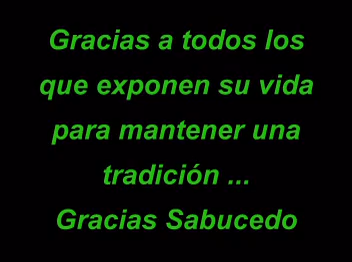 Gracias a todos los
que exponen su vida
para mantener una
tradición ...
Gracias Sabucedo